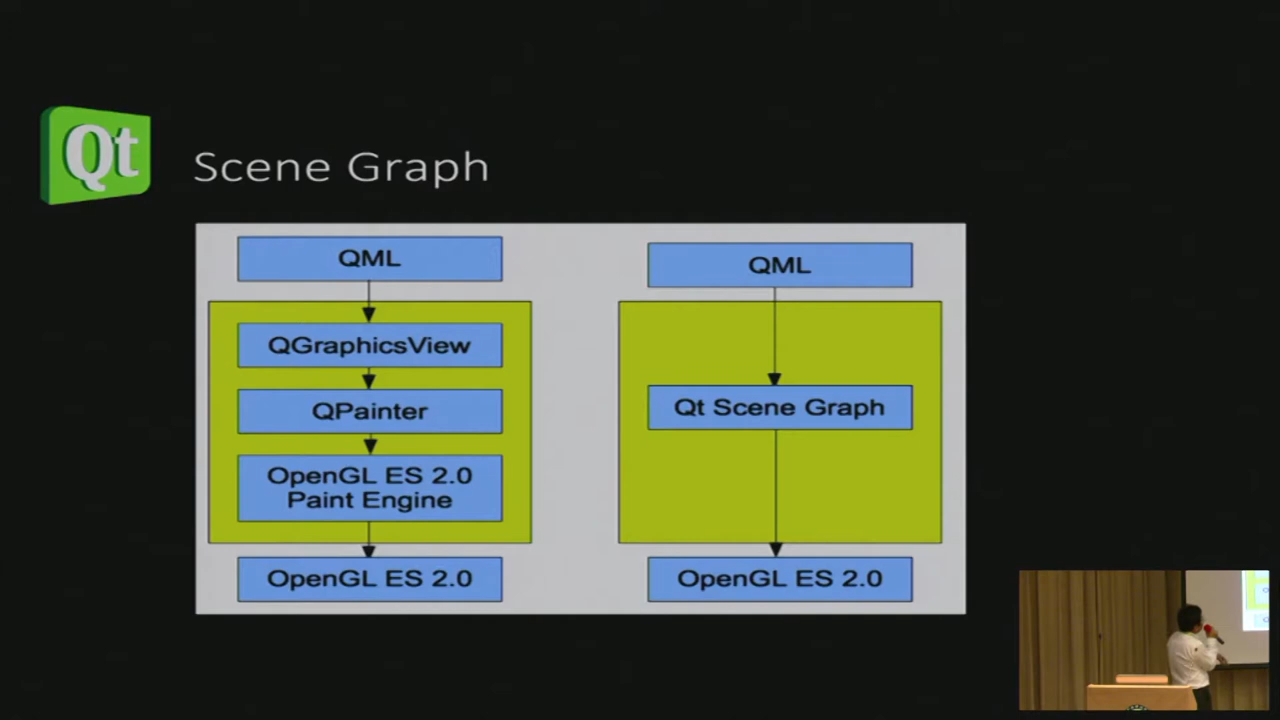 Qt
Scene Graph
QML
QGraphicsView
QPainter
OpenGL ES 2.0
Paint Engine
OpenGL ES 2.0
QML
Qt Scene Graph
OpenGL ES 2.0